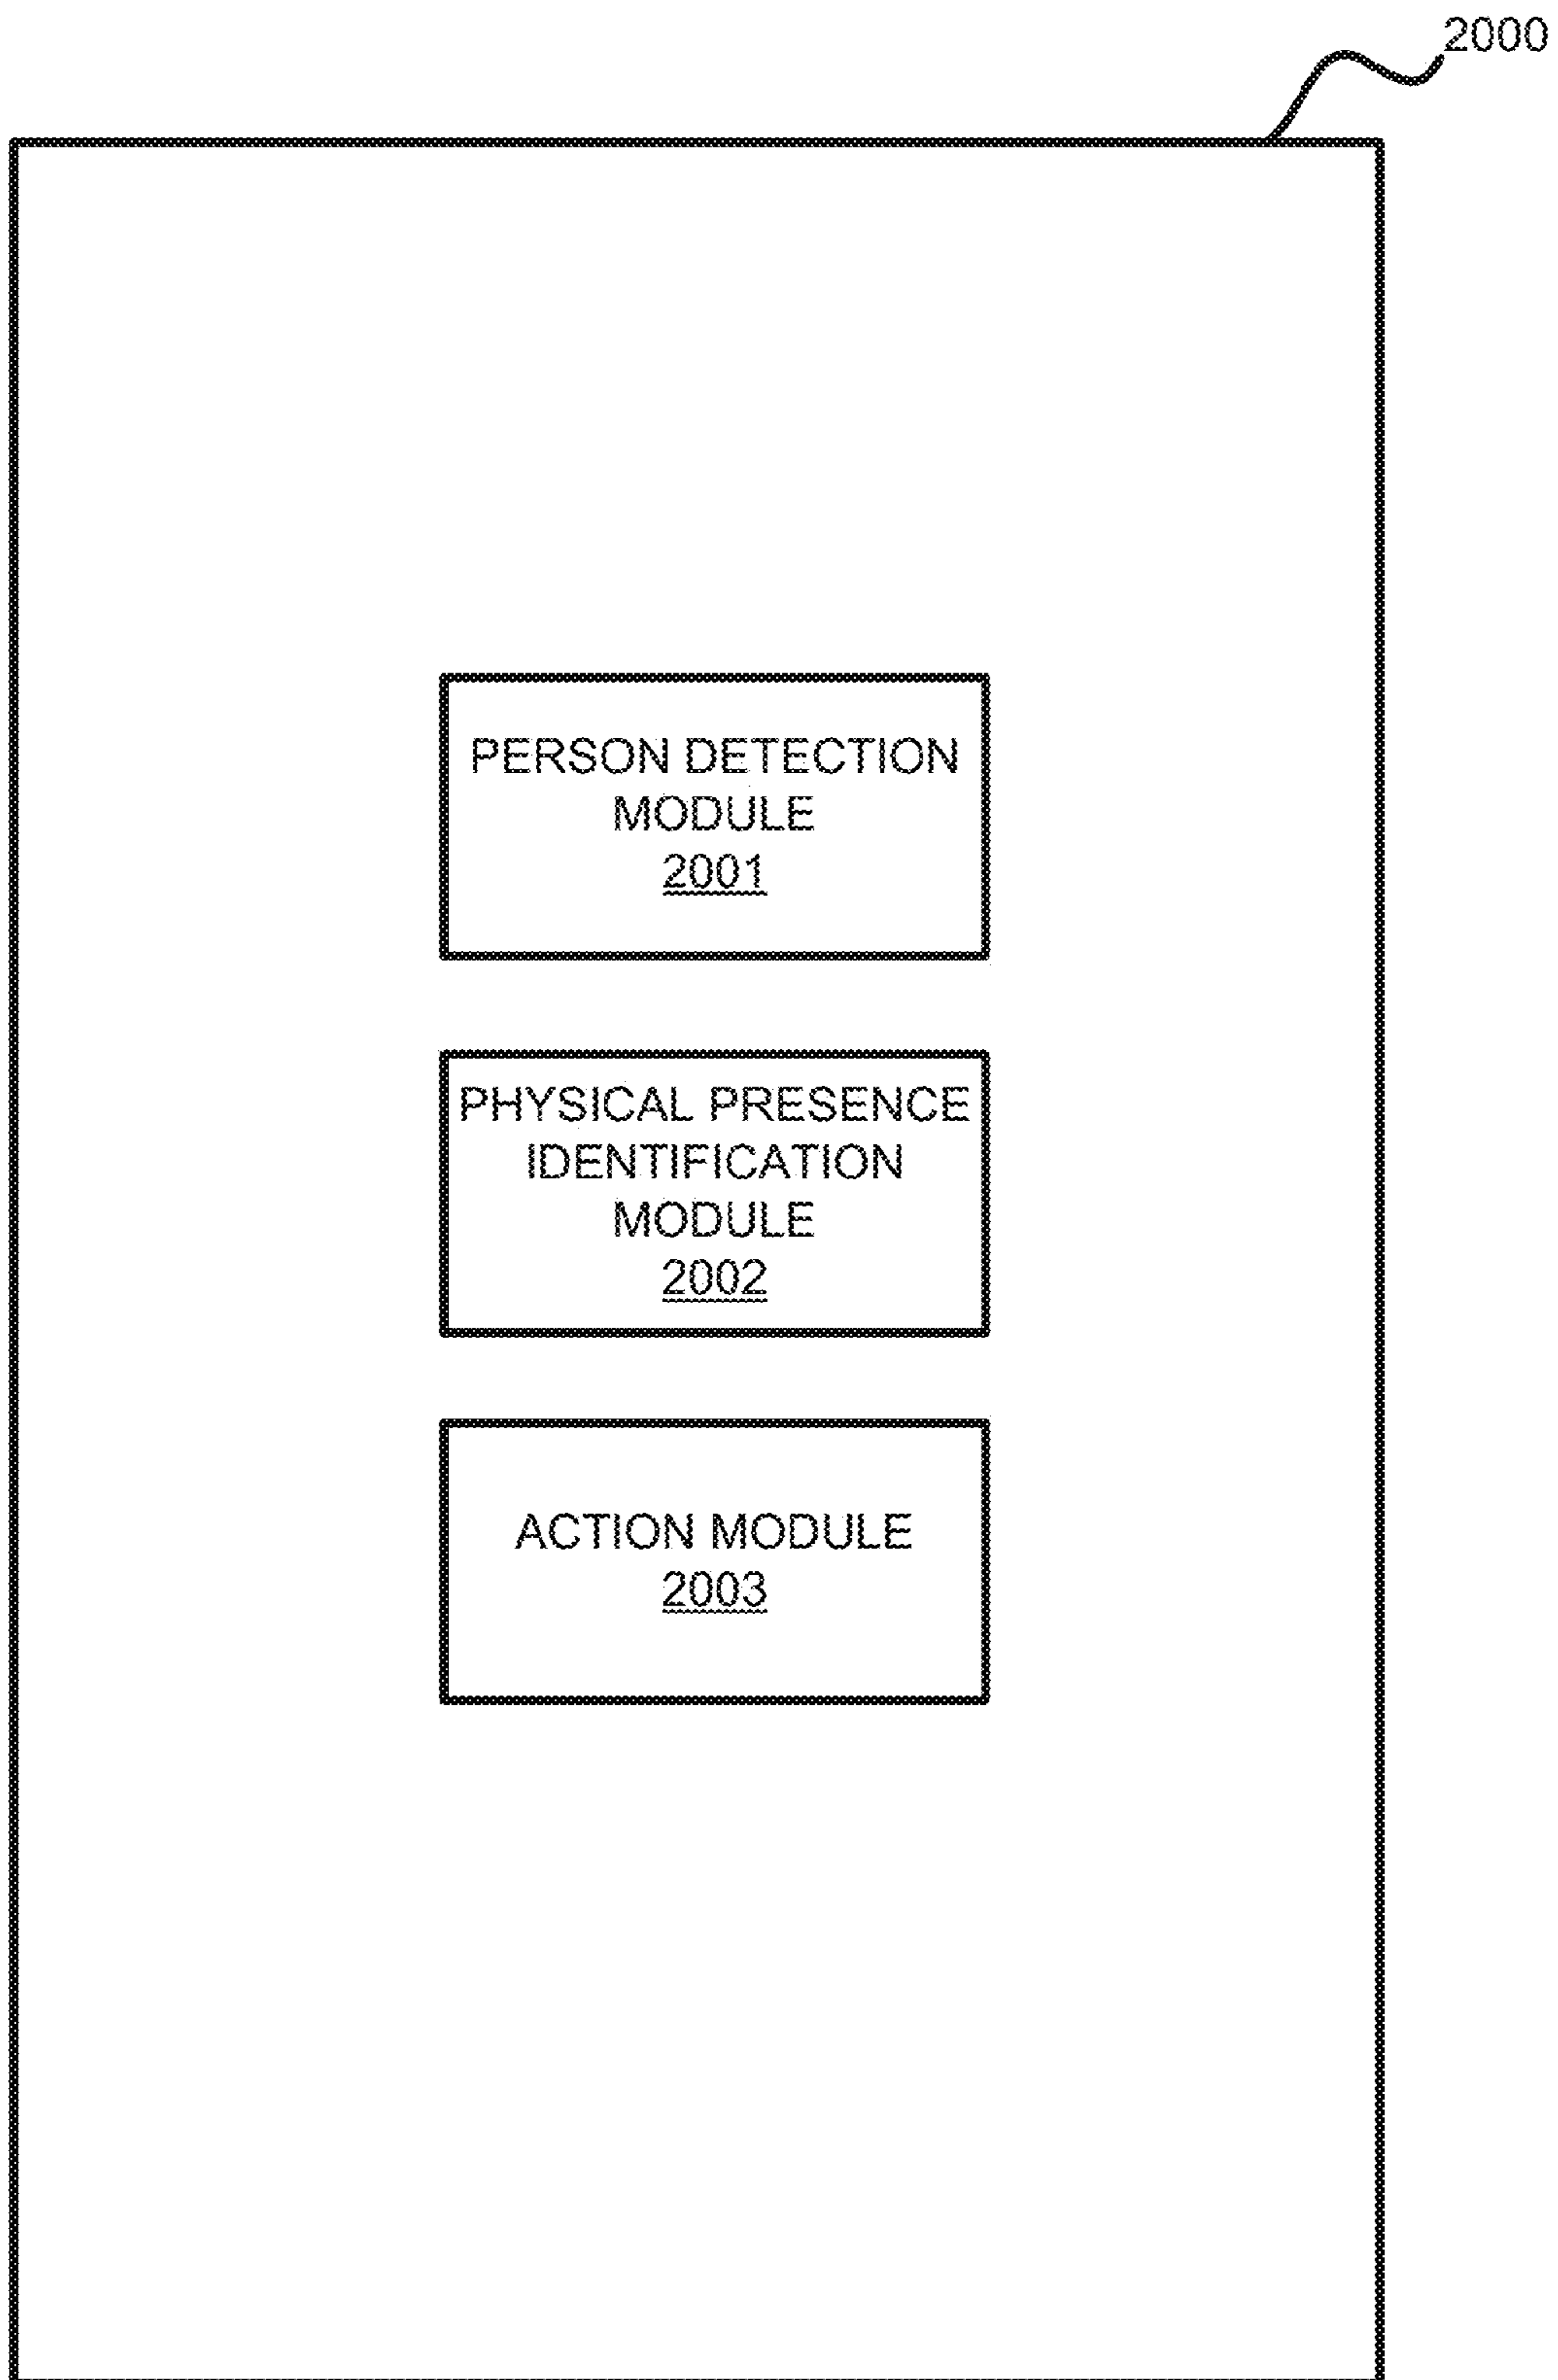 2000
PERSON DETECTION
MODULE
2001
PHYSICAL PRESENCE
IDENTIFICATION
MODULE
2002
ACTION MODULE
2003